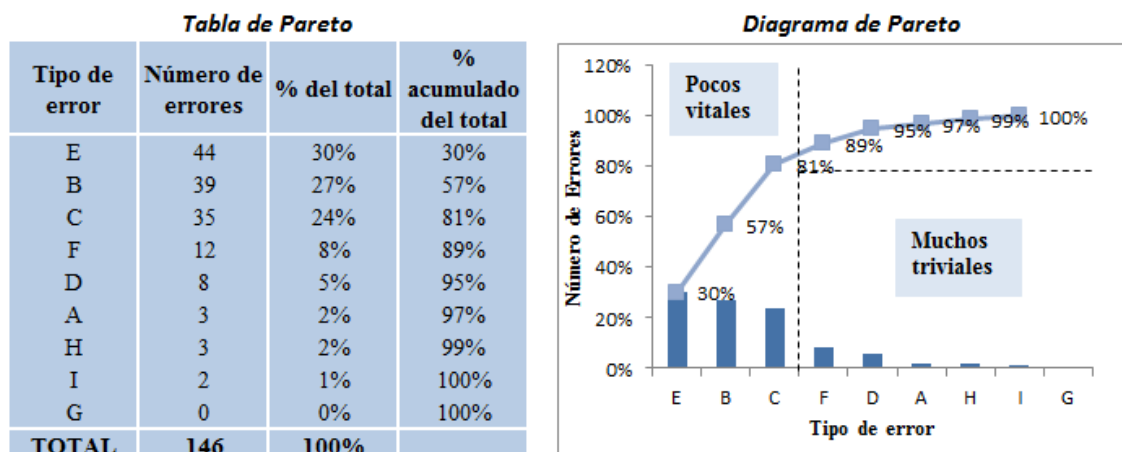 Tabla de Pareto
Tipo de error Número de errores % del total % acumulado del total
E 44 30% 30%
B 39 27% 57%
C 35 24% 81%
F 12 8% 89%
D 8 5% 95%
A 3 2% 97%
H 3 2% 99%
I 2 1% 100%
G 0 0% 100%
TOTAL 146 100%
Diagrama de Pareto
120%
100%
80%
60%
40%
20%
0%
Número de Errores
Pocos
vitales
Muchos
triviales
30%
57%
81%
89%
95%
97%
99%
100%
E B C F D A H I G
Tipo de error